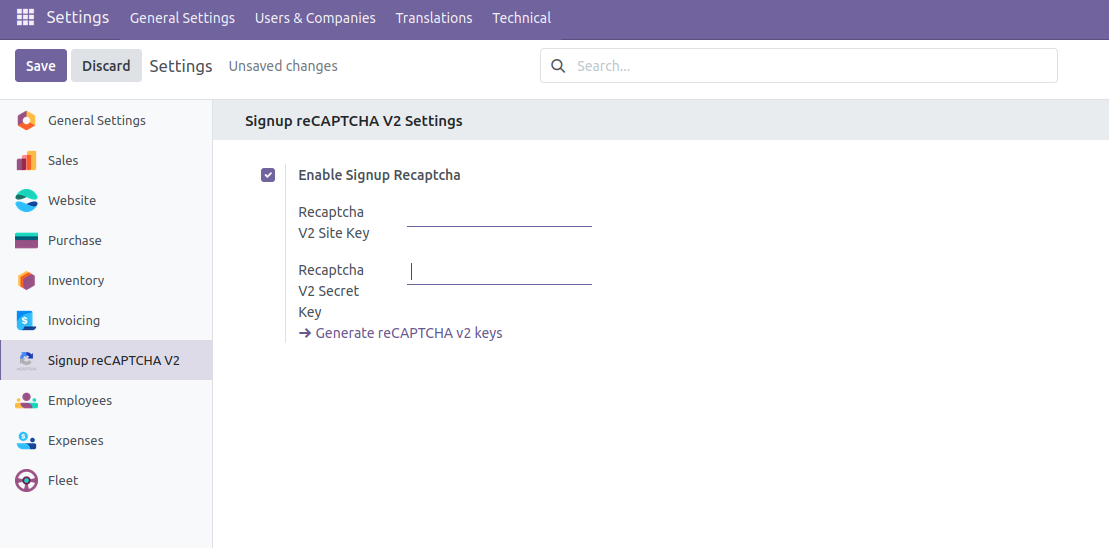 Settings General Settings Users & Companies Translations Technical
Save Discard Settings Unsaved changes Search...
General Settings
Sales
Website
Purchase
Inventory
Invoicing
Signup reCAPTCHA V2
Employees
Expenses
Fleet
Signup reCAPTCHA V2 Settings
Enable Signup Recaptcha
Recaptcha
V2 Site Key
Recaptcha
V2 Secret
Key
→ Generate reCAPTCHA v2 keys